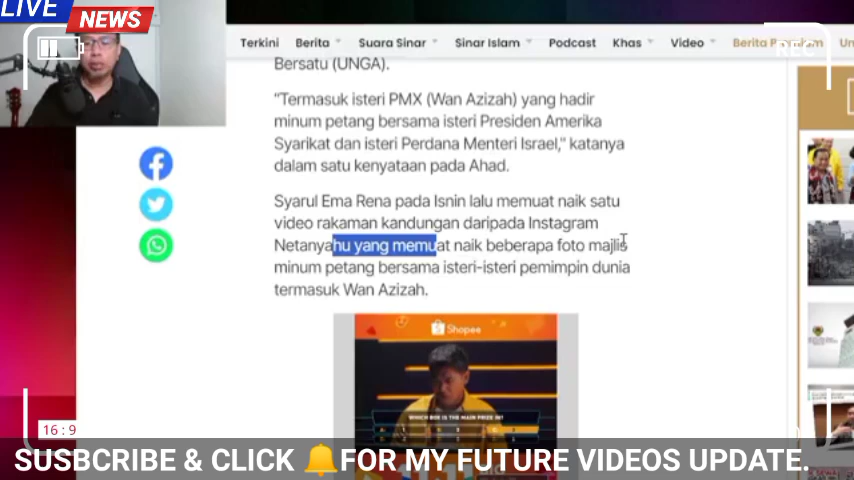 LIVE
NEWS
REC
Terkini Berita Suara Sinar Sinar Islam Podcast Khas Video Berita
Bersatu (UNGA).
"Termasuk isteri PMX (Wan Azizah) yang hadir
minum petang bersama isteri Presiden Amerika
Syarikat dan isteri Perdana Menteri Israel," katanya
dalam satu kenyataan pada Ahad.
Syarul Ema Rena pada Isnin lalu memuat naik satu
video rakaman kandungan daripada Instagram
Netanyahu yang memuat naik beberapa foto majlis
minum petang bersama isteri-isteri pemimpin dunia
termasuk Wan Azizah.
Shopee
16:9
SUSBCRIBE & CLICK 🔔FOR MY FUTURE VIDEOS UPDATE.